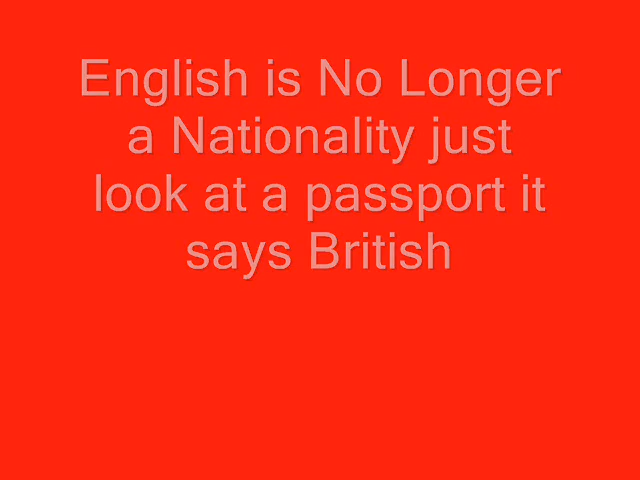 English is No Longer
a Nationality just
look at a passport it
says British